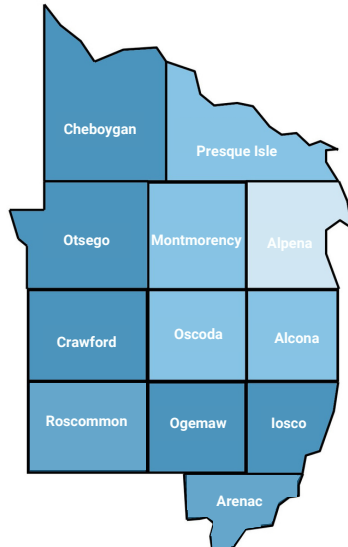 Cheboygan
Presque Isle
Otsego
Montmorency
Alpena
Crawford
Oscoda
Alcona
Roscommon
Ogemaw
Iosco
Arenac